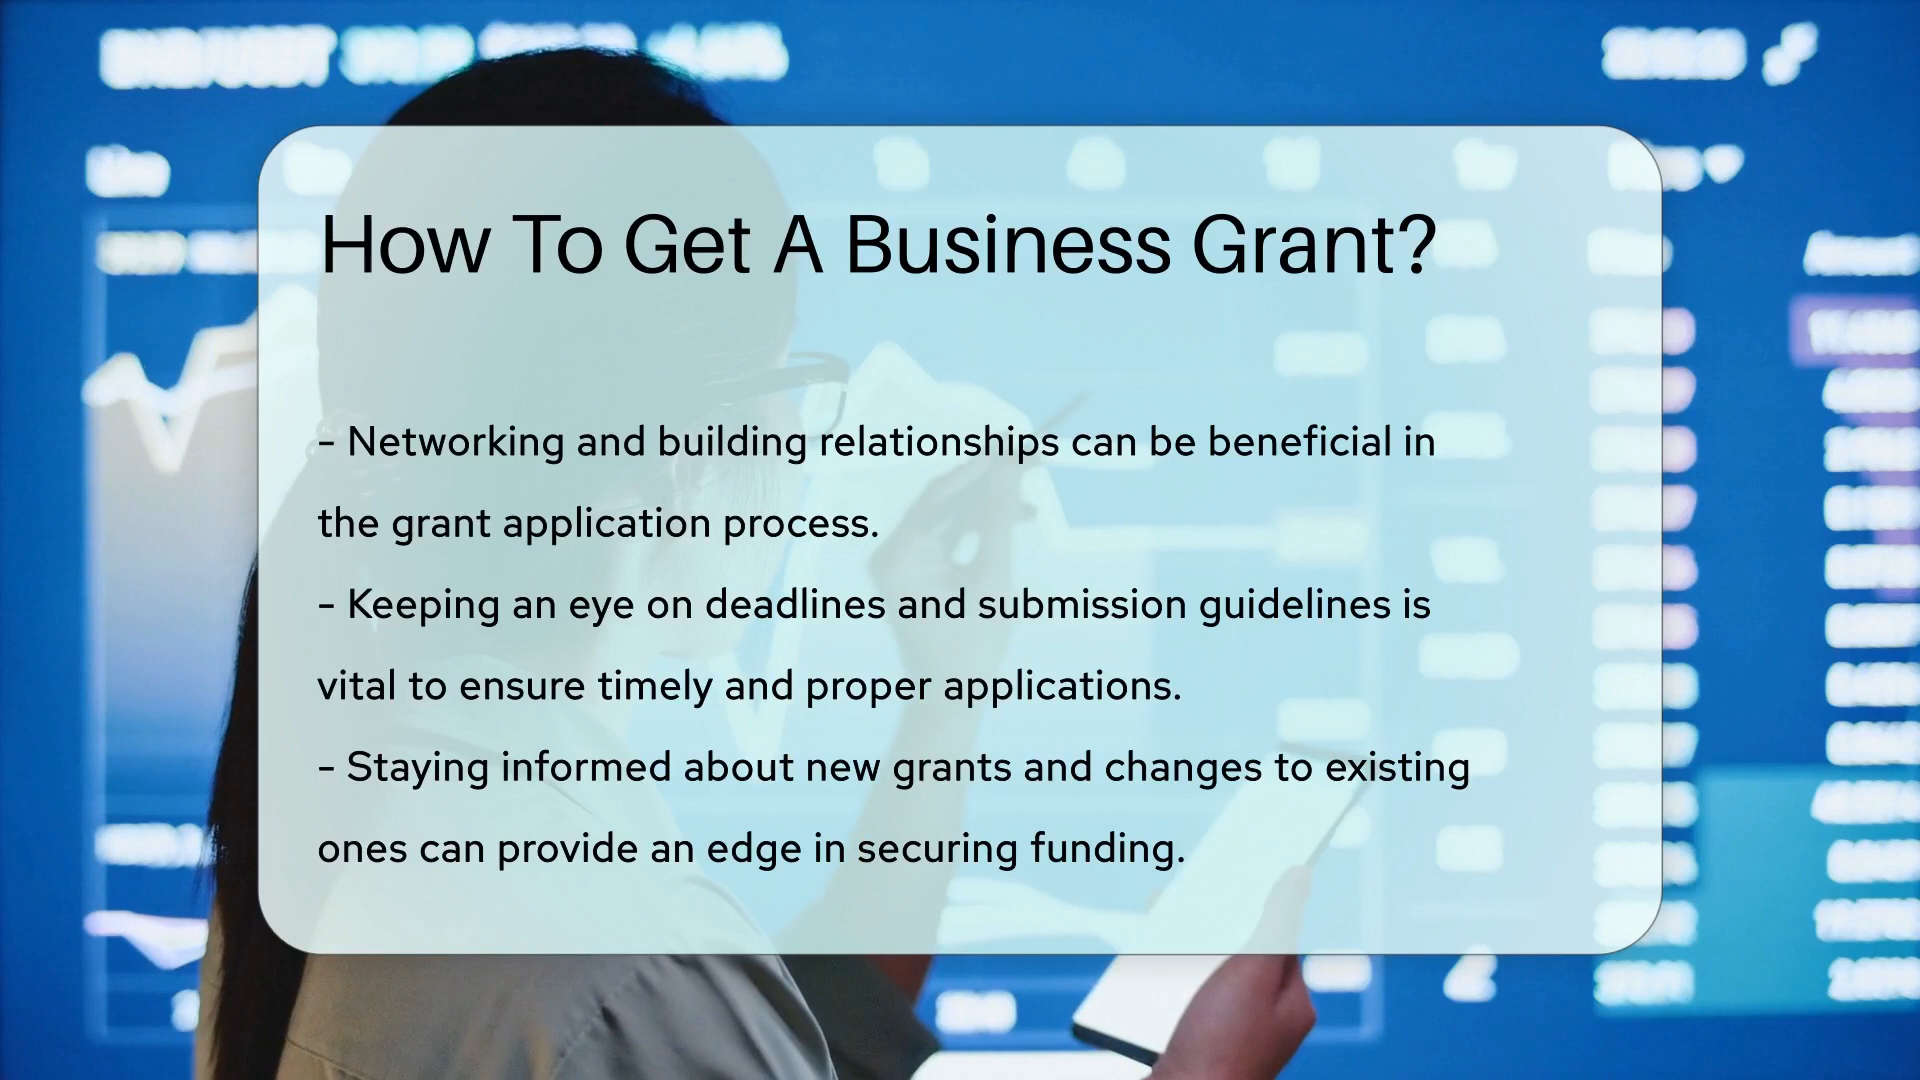 How To Get A Business Grant?
- Networking and building relationships can be beneficial in
the grant application process.
- Keeping an eye on deadlines and submission guidelines is
vital to ensure timely and proper applications.
- Staying informed about new grants and changes to existing
ones can provide an edge in securing funding.